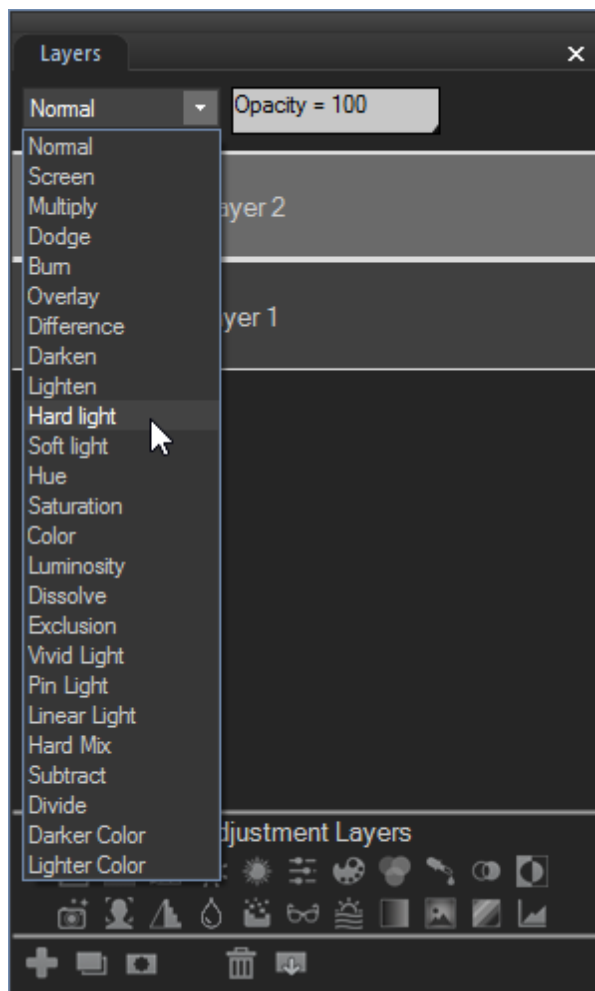 Layers
Normal
Opacity = 100
Normal
Screen
Multiply
Dodge
Burn
Overlay
Difference
Darken
Lighten
Hard light
Soft light
Hue
Saturation
Color
Luminosity
Dissolve
Exclusion
Vivid Light
Pin Light
Linear Light
Hard Mix
Subtract
Divide
Darker Color
Lighter Color
ayer 2
yer 1
djustment Layers